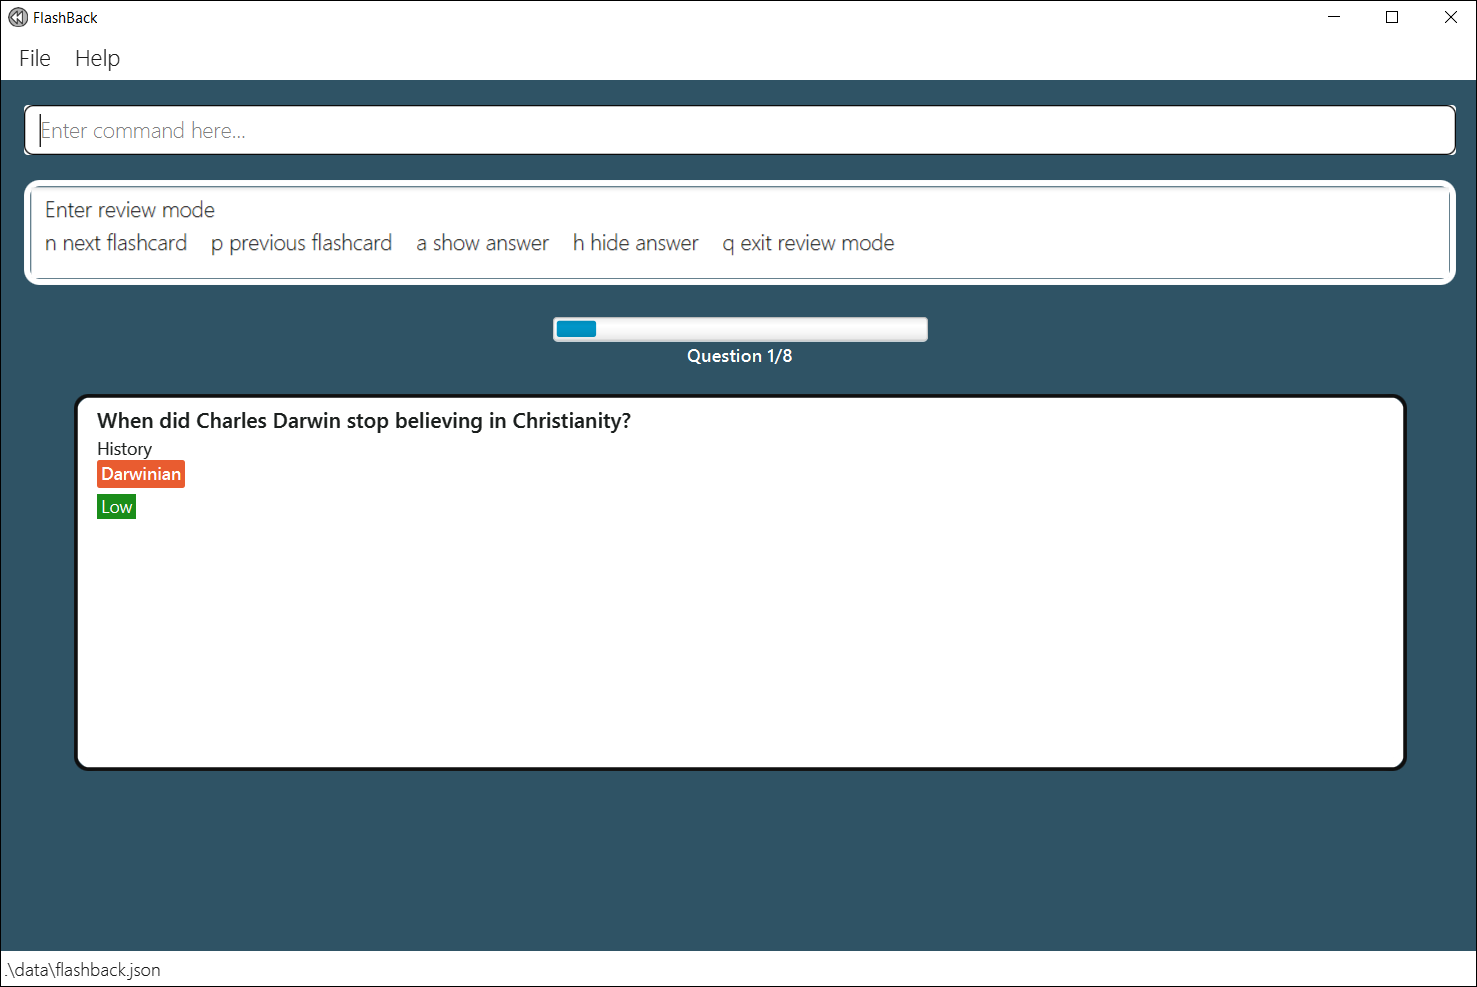 FlashBack
File Help
Enter command here...
Enter review mode
n next flashcard p previous flashcard a show answer h hide answer q exit review mode
Question 1/8
When did Charles Darwin stop believing in Christianity?
History
Darwinian
Low
.\data\flashback.json